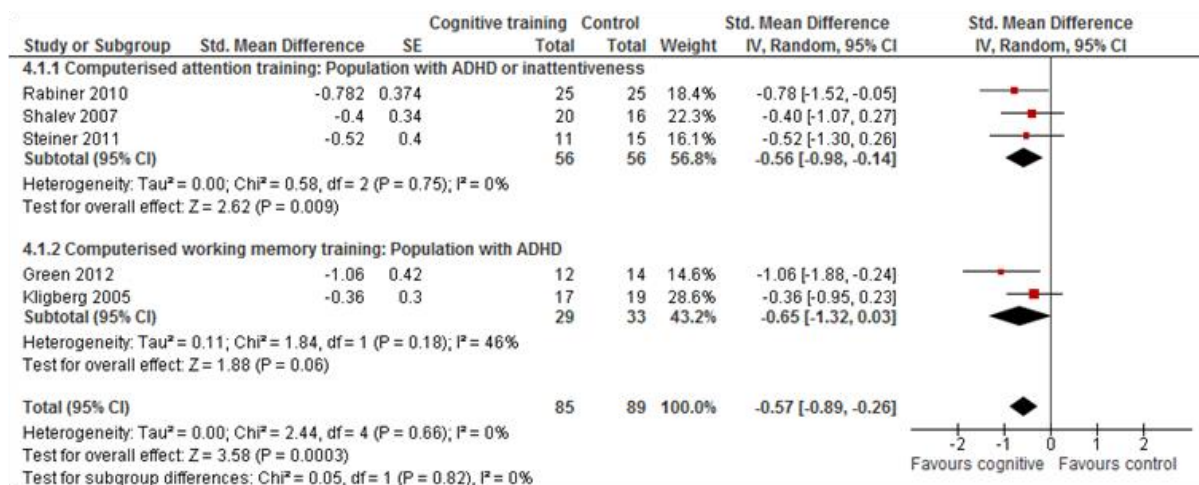 Cognitive training Control Std. Mean Difference Std. Mean Difference
Study or Subgroup Std. Mean Difference SE Total Total Weight IV, Random, 95% CI IV, Random, 95% CI
4.1.1 Computerised attention training: Population with ADHD or inattentiveness
Rabiner 2010 -0.782 0.374 25 25 18.4% -0.78 [-1.52, -0.05]
Shalev 2007 -0.4 0.34 20 16 22.3% -0.40 [-1.07, 0.27]
Steiner 2011 -0.52 0.4 11 15 16.1% -0.52 [-1.30, 0.26]
Subtotal (95% CI) 56 56 56.8% -0.56 [-0.98, -0.14]
Heterogeneity: Tau² = 0.00; Chi² = 0.58, df = 2 (P = 0.75); I² = 0%
Test for overall effect: Z = 2.62 (P = 0.009)
4.1.2 Computerised working memory training: Population with ADHD
Green 2012 -1.06 0.42 12 14 14.6% -1.06 [-1.88, -0.24]
Kligberg 2005 -0.36 0.3 17 19 28.6% -0.36 [-0.95, 0.23]
Subtotal (95% CI) 29 33 43.2% -0.65 [-1.32, 0.03]
Heterogeneity: Tau² = 0.11; Chi² = 1.84, df = 1 (P = 0.18); I² = 46%
Test for overall effect: Z = 1.88 (P = 0.06)
Total (95% CI) 85 89 100.0% -0.57 [-0.89, -0.26]
Heterogeneity: Tau² = 0.00; Chi² = 2.44, df = 4 (P = 0.66); I² = 0%
Test for overall effect: Z = 3.58 (P = 0.0003)
Test for subgroup differences: Chi² = 0.05, df = 1 (P = 0.82), I² = 0%
-2 -1 0 1 2
Favours cognitive Favours control